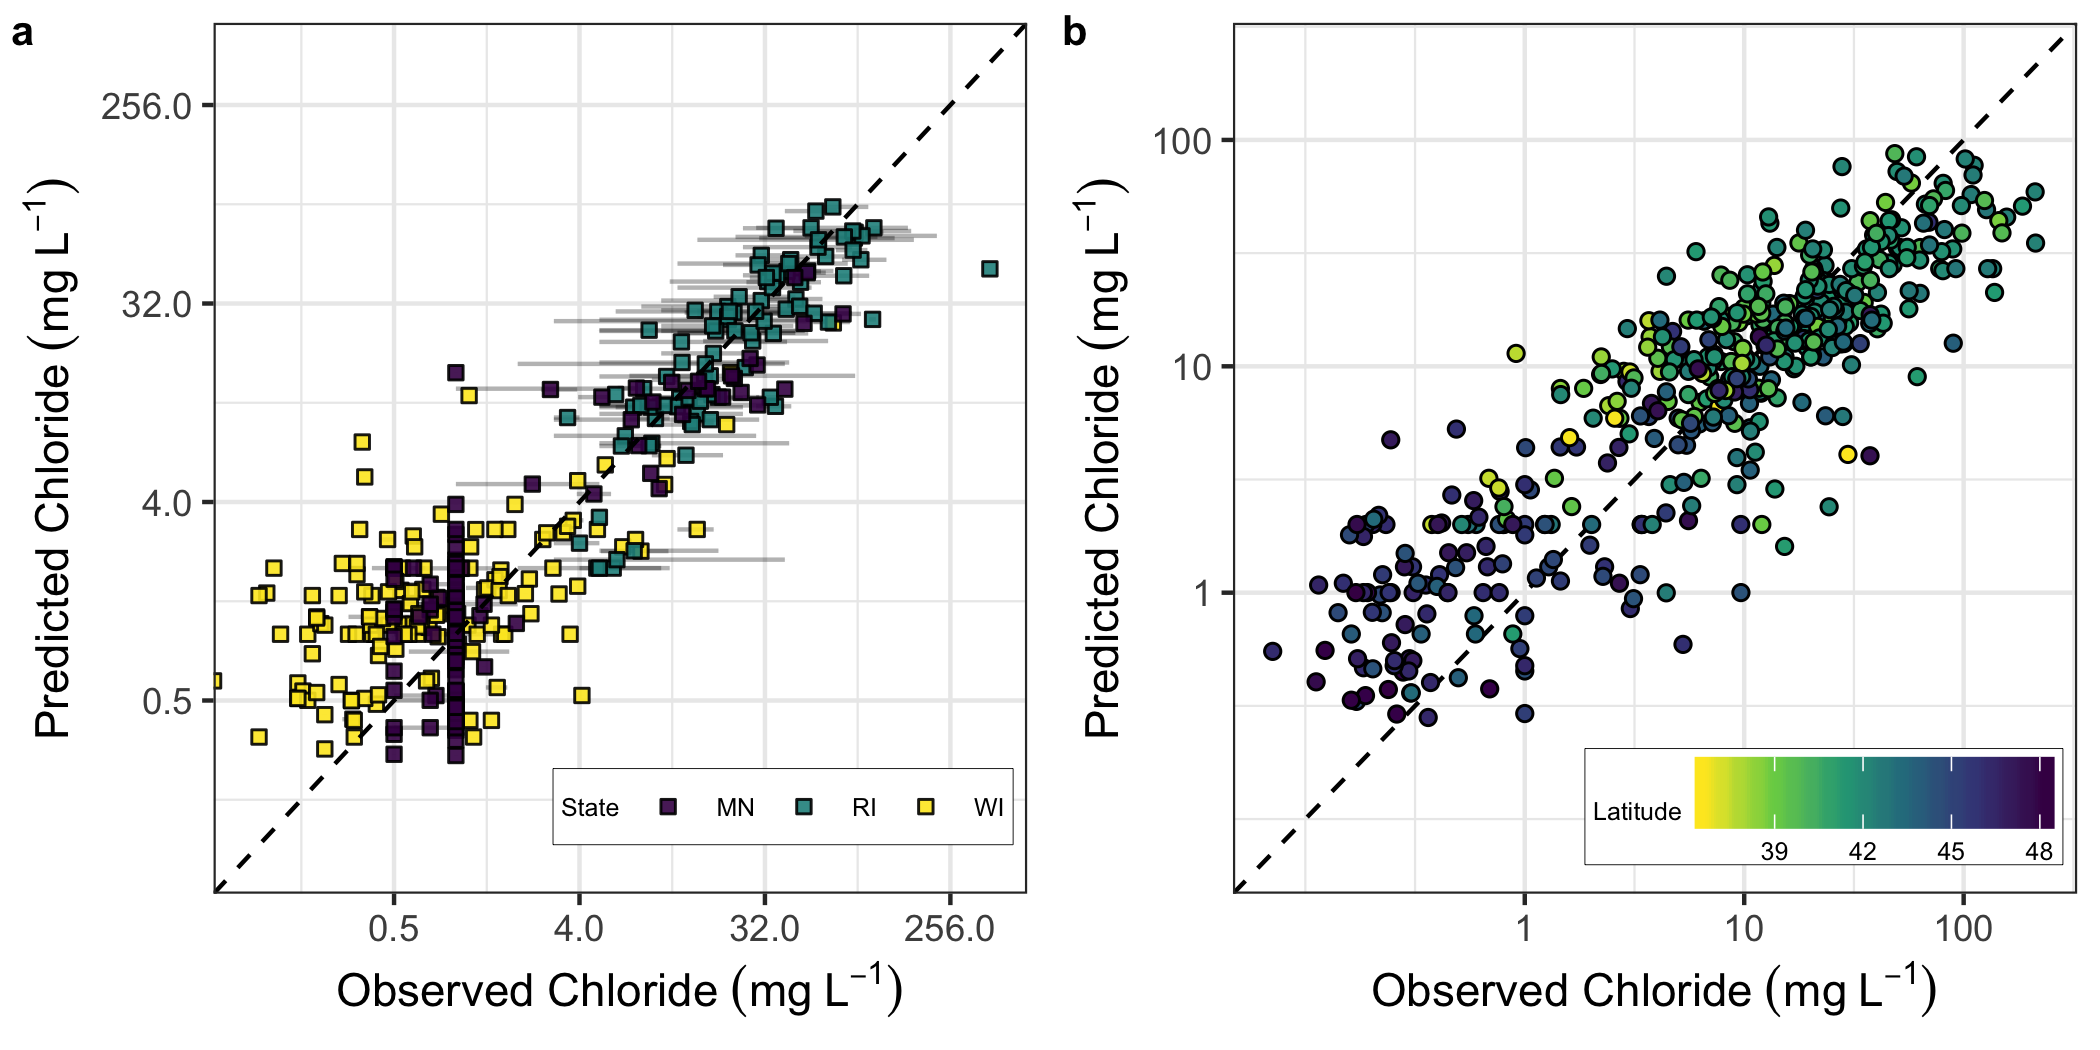 a
Predicted Chloride (mg L⁻¹)
256.0
32.0
4.0
0.5
State MN RI WI
0.5 4.0 32.0 256.0
Observed Chloride (mg L⁻¹)
b
Predicted Chloride (mg L⁻¹)
100
10
1
Latitude
39 42 45 48
1 10 100
Observed Chloride (mg L⁻¹)